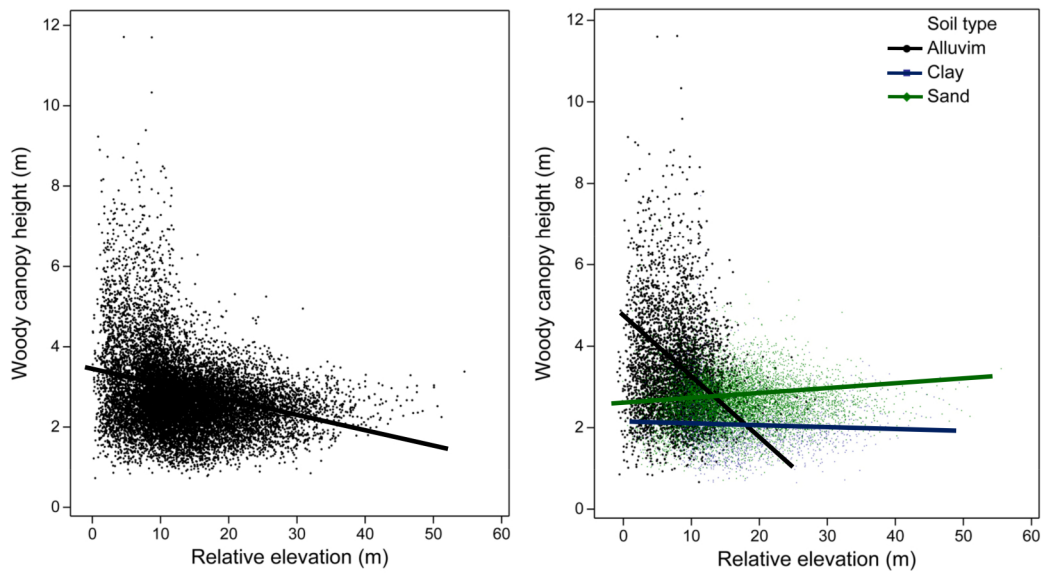 12
10
8
6
4
2
0
Woody canopy height (m)
0 10 20 30 40 50 60
Relative elevation (m)
12
10
8
6
4
2
0
Woody canopy height (m)
Soil type
Alluvim
Clay
Sand
0 10 20 30 40 50 60
Relative elevation (m)